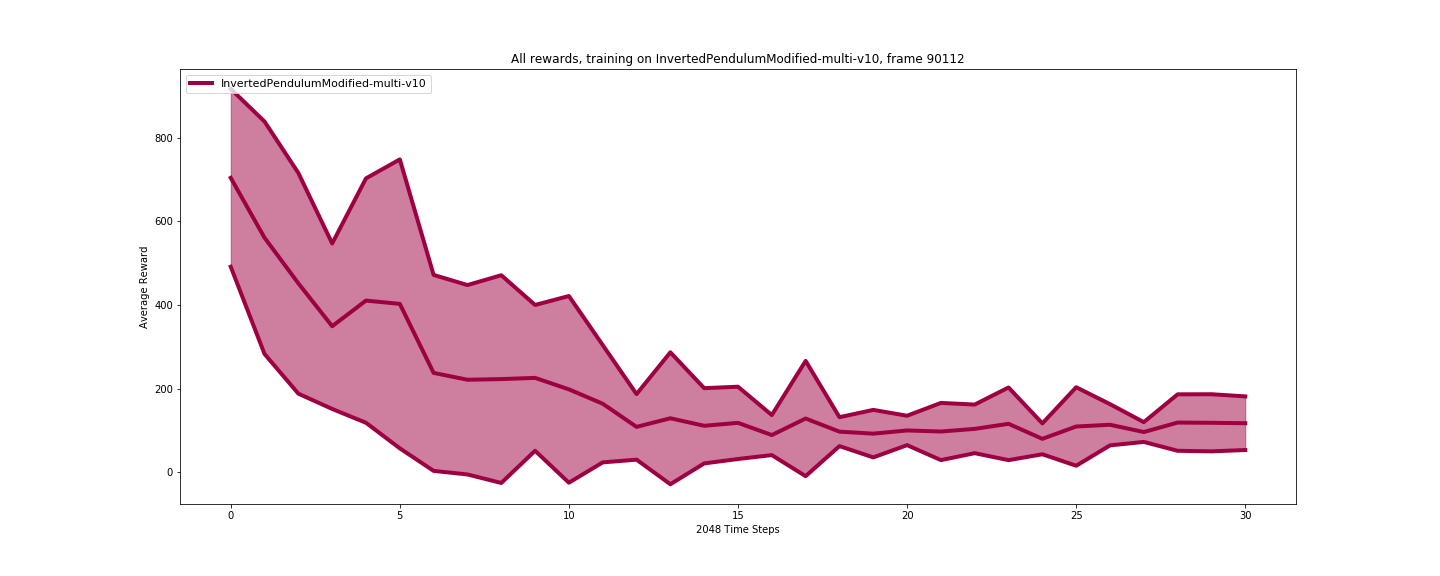 All rewards, training on InvertedPendulumModified-multi-v10, frame 90112
InvertedPendulumModified-multi-v10
800
600
400
200
0
Average Reward
0 5 10 15 20 25 30
2048 Time Steps